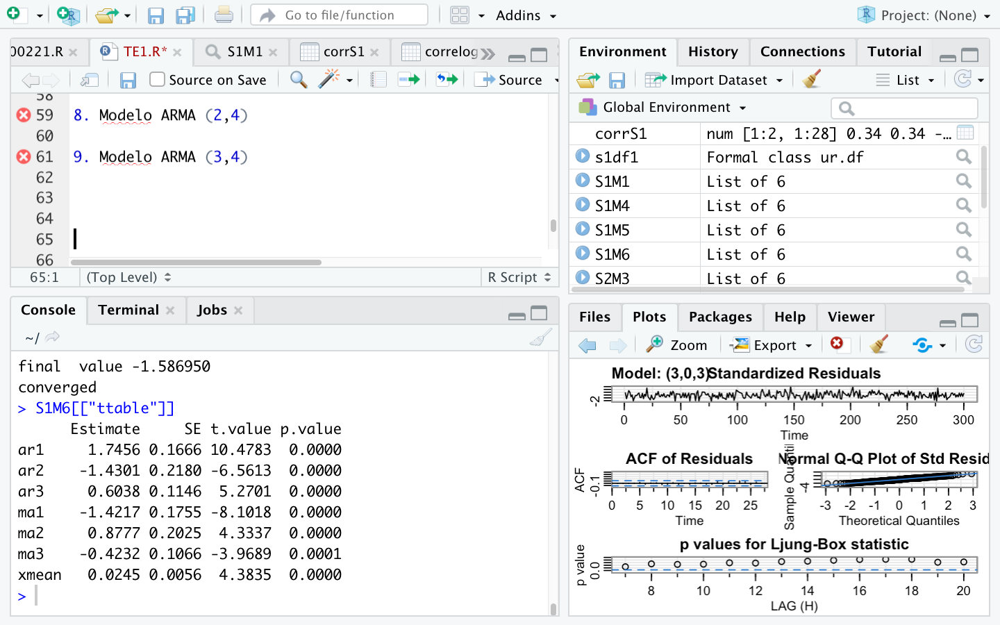 Go to file/function
Addins
Project: (None)
00221.R
TE1.R*
S1M1
corrS1
correlog
Source on Save
Source
58
59 8. Modelo ARMA (2,4)
60
61 9. Modelo ARMA (3,4)
62
63
64
65
66
65:1 (Top Level) R Script
Console Terminal Jobs
~/
final  value -1.586950
converged
> S1M6[["ttable"]]
Estimate SE t.value p.value
ar1 1.7456 0.1666 10.4783 0.0000
ar2 -1.4301 0.2180 -6.5613 0.0000
ar3 0.6038 0.1146 5.2701 0.0000
ma1 -1.4217 0.1755 -8.1018 0.0000
ma2 0.8777 0.2025 4.3337 0.0000
ma3 -0.4232 0.1066 -3.9689 0.0001
xmean 0.0245 0.0056 4.3835 0.0000
>
Environment History Connections Tutorial
Import Dataset List
Global Environment
corrS1 num [1:2, 1:28] 0.34 0.34 -…
s1df1 Formal class ur.df
S1M1 List of 6
S1M4 List of 6
S1M5 List of 6
S1M6 List of 6
S2M3 List of 6
Files Plots Packages Help Viewer
Zoom Export
Model: (3,0,3) Standardized Residuals
-2
0 50 100 150 200 250 300
Time
ACF of Residuals
ACF
-0.1
0 5 10 15 20 25
Time
Normal Q-Q Plot of Std Resid
Sample Quantil
-4
-3 -2 -1 0 1 2 3
Theoretical Quantiles
p values for Ljung-Box statistic
p value
0.0
8 10 12 14 16 18 20
LAG (H)